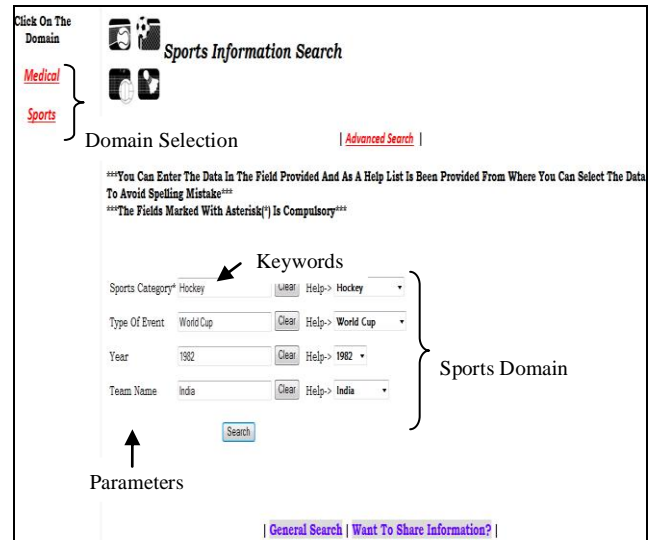 Click On The
Domain
Medical
Sports
Sports Information Search
Domain Selection
| Advanced Search |
***You Can Enter The Data In The Field Provided And As A Help List Is Been Provided From Where You Can Select The Data
To Avoid Spelling Mistake***
***The Fields Marked With Asterisk(*) Is Compulsory***
Keywords
Sports Category* Hockey Clear Help-> Hockey
Type Of Event World Cup Clear Help-> World Cup
Year 1982 Clear Help-> 1982
Team Name India Clear Help-> India
Sports Domain
Search
Parameters
| General Search | Want To Share Information? |